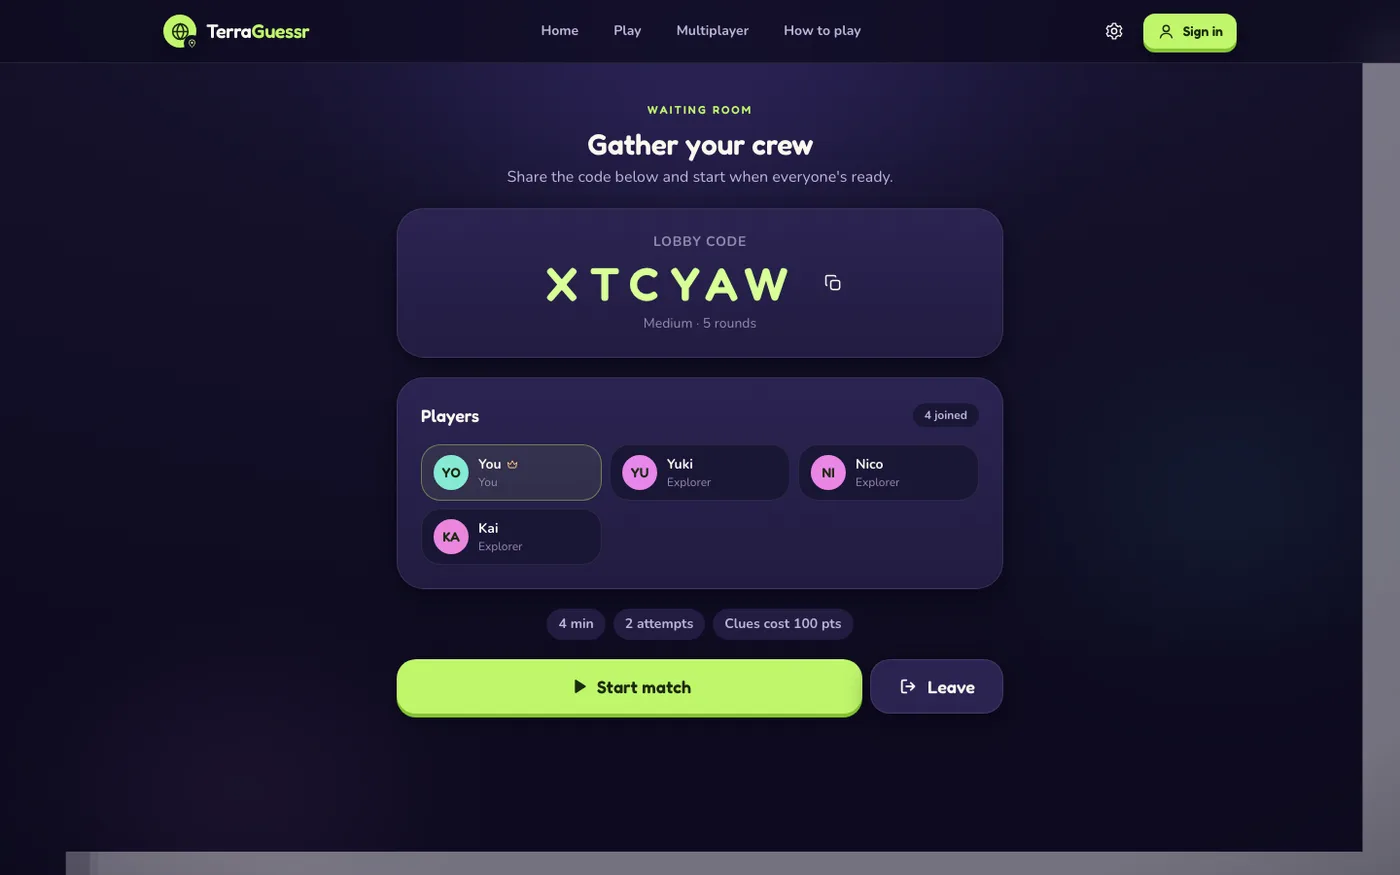 TerraGuessr
Home
Play
Multiplayer
How to play
Sign in
WAITING ROOM
Gather your crew
Share the code below and start when everyone's ready.
LOBBY CODE
XTCYAW
Medium · 5 rounds
Players
4 joined
YO
You
You
YU
Yuki
Explorer
NI
Nico
Explorer
KA
Kai
Explorer
4 min
2 attempts
Clues cost 100 pts
Start match
Leave